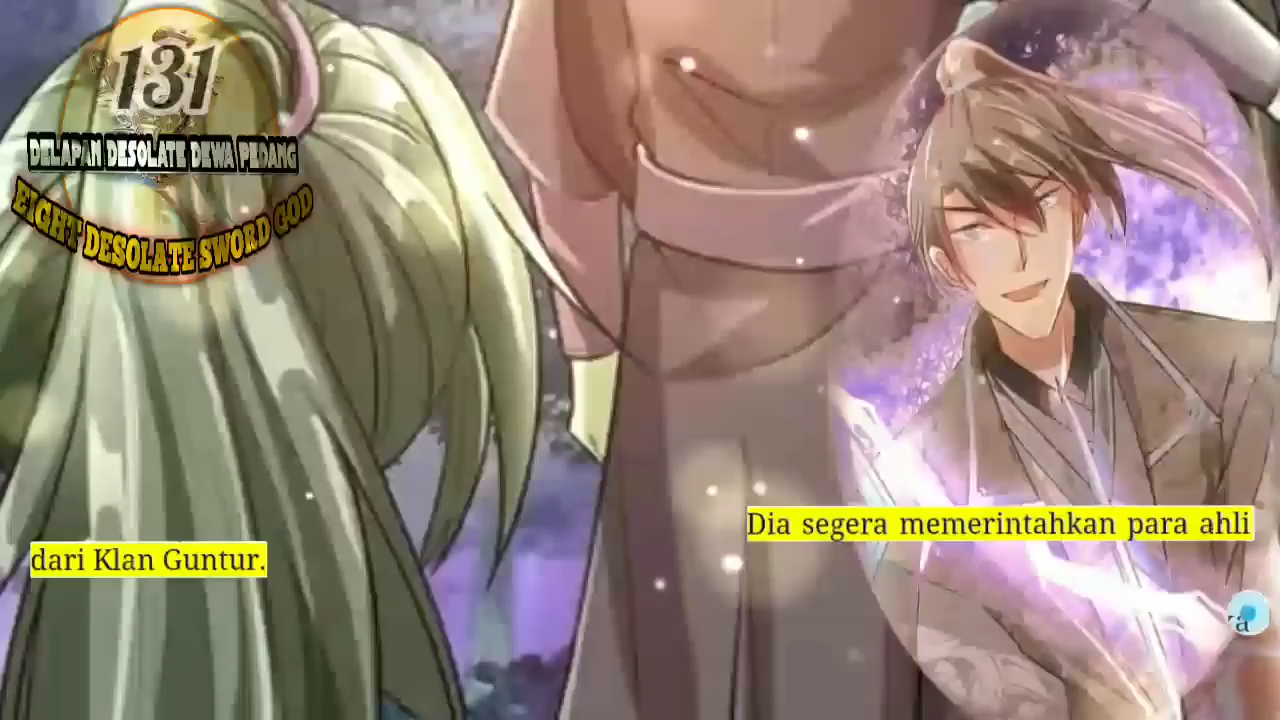 131
DELAPAN DESOLATE DEWA PEDANG
EIGHT DESOLATE SWORD GOD
Dia segera memerintahkan para ahli
dari Klan Guntur.